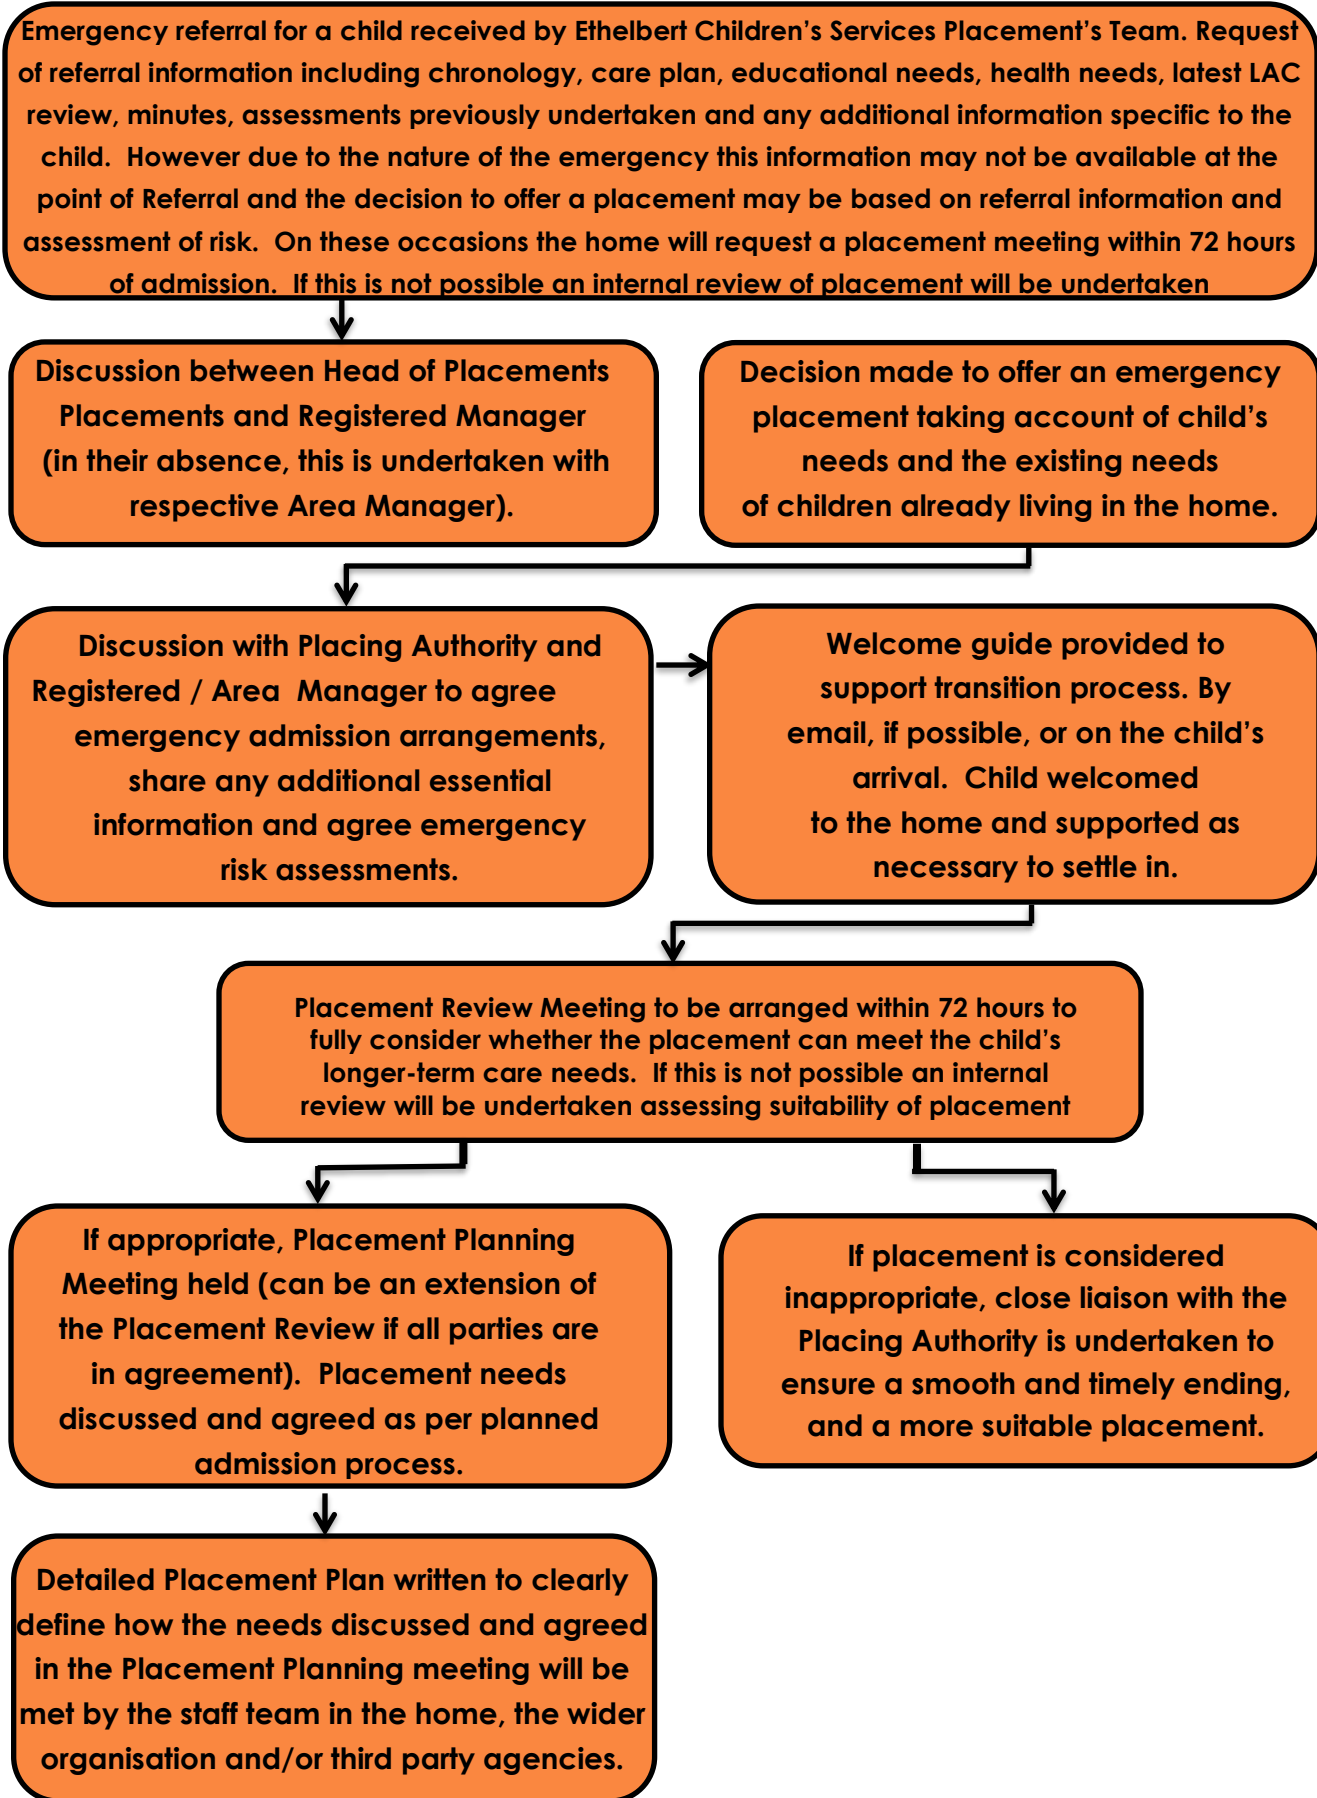 Emergency referral for a child received by Ethelbert Children’s Services Placement’s Team. Request
of referral information including chronology, care plan, educational needs, health needs, latest LAC
review, minutes, assessments previously undertaken and any additional information specific to the
child.  However due to the nature of the emergency this information may not be available at the
point of Referral and the decision to offer a placement may be based on referral information and
assessment of risk.  On these occasions the home will request a placement meeting within 72 hours
of admission.  If this is not possible an internal review of placement will be undertaken
Discussion between Head of Placements
Placements and Registered Manager
(in their absence, this is undertaken with
respective Area Manager).
Decision made to offer an emergency
placement taking account of child’s
needs and the existing needs
of children already living in the home.
Discussion with Placing Authority and
Registered / Area  Manager to agree
emergency admission arrangements,
share any additional essential
information and agree emergency
risk assessments.
Welcome guide provided to
support transition process. By
email, if possible, or on the child’s
arrival.  Child welcomed
to the home and supported as
necessary to settle in.
Placement Review Meeting to be arranged within 72 hours to
fully consider whether the placement can meet the child’s
longer-term care needs.  If this is not possible an internal
review will be undertaken assessing suitability of placement
If appropriate, Placement Planning
Meeting held (can be an extension of
the Placement Review if all parties are
in agreement).  Placement needs
discussed and agreed as per planned
admission process.
If placement is considered
inappropriate, close liaison with the
Placing Authority is undertaken to
ensure a smooth and timely ending,
and a more suitable placement.
Detailed Placement Plan written to clearly
define how the needs discussed and agreed
in the Placement Planning meeting will be
met by the staff team in the home, the wider
organisation and/or third party agencies.